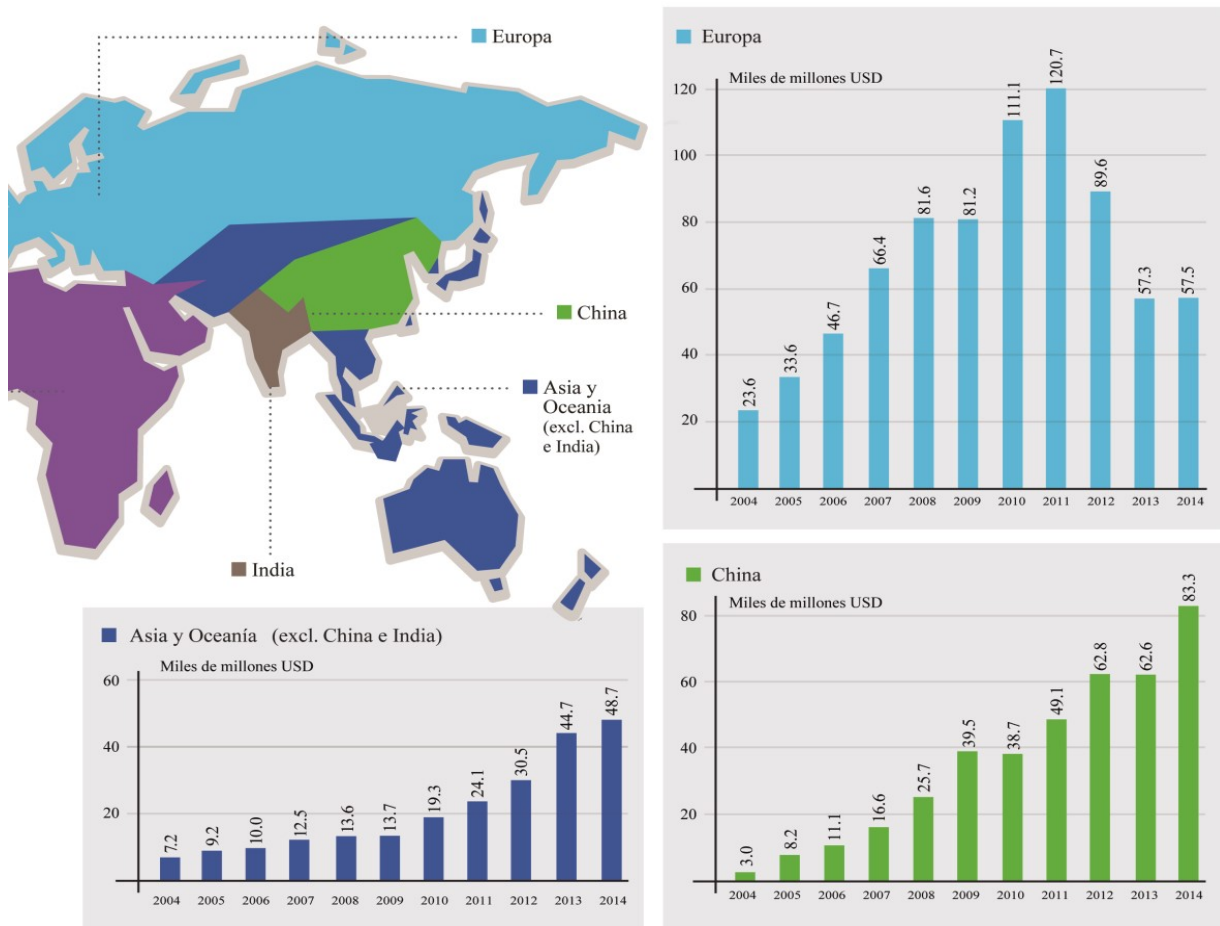 Europa
China
Asia y
Oceania
(excl. China
e India)
India
Europa
Miles de millones USD
120
100
80
60
40
20
23.6
33.6
46.7
66.4
81.6
81.2
111.1
120.7
89.6
57.3
57.5
2004 2005 2006 2007 2008 2009 2010 2011 2012 2013 2014
Asia y Oceanía (excl. China e India)
Miles de millones USD
60
40
20
7.2
9.2
10.0
12.5
13.6
13.7
19.3
24.1
30.5
44.7
48.7
2004 2005 2006 2007 2008 2009 2010 2011 2012 2013 2014
China
Miles de millones USD
80
60
40
20
3.0
8.2
11.1
16.6
25.7
39.5
38.7
49.1
62.8
62.6
83.3
2004 2005 2006 2007 2008 2009 2010 2011 2012 2013 2014